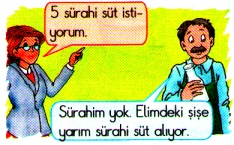 5 sürahi süt isti-
yorum.
Sürahim yok. Elimdeki şişe
yarım sürahi süt alıyor.